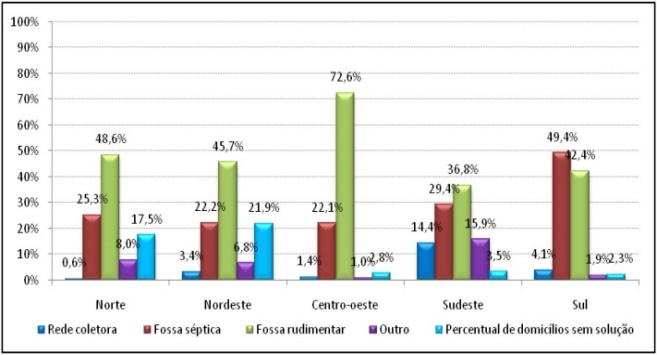 100%
90%
80%
70%
60%
50%
40%
30%
20%
10%
0%
0,6% 25,3% 48,6% 8,0% 17,5%
3,4% 22,2% 45,7% 6,8% 21,9%
1,4% 22,1% 72,6% 1,0% 2,8%
14,4% 29,4% 36,8% 15,9% 3,5%
4,1% 49,4% 42,4% 1,9% 2,3%
Norte Nordeste Centro-oeste Sudeste Sul
Rede coletora Fossa séptica Fossa rudimentar Outro Percentual de domicílios sem solução